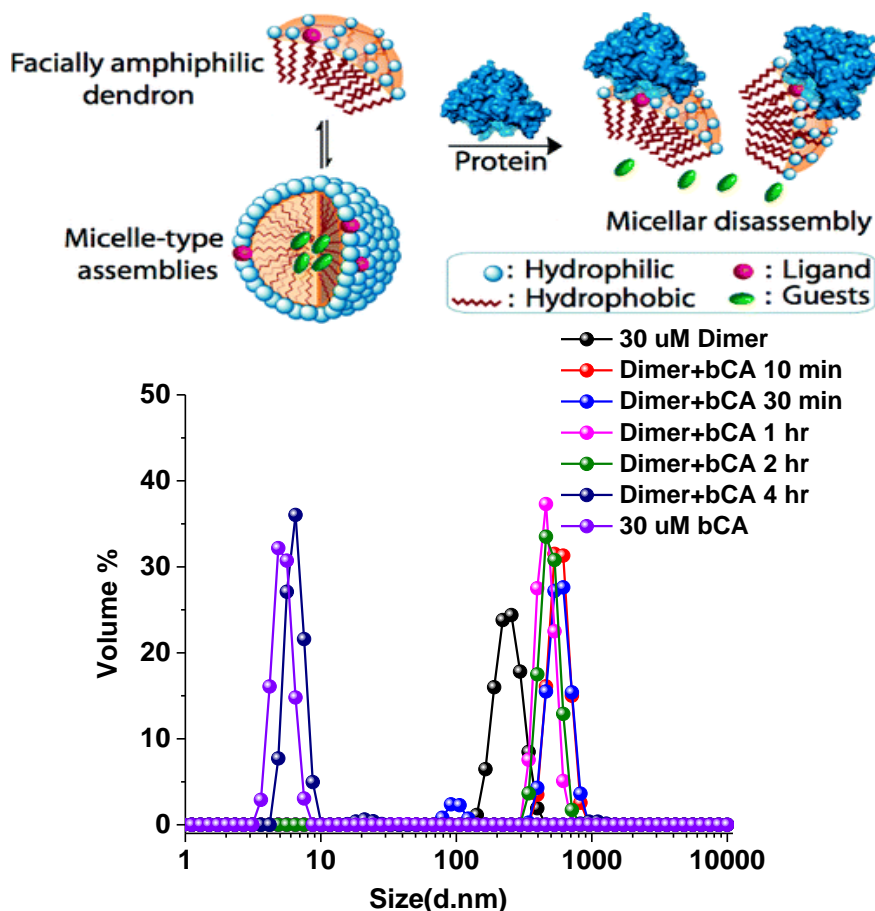 Facially amphiphilic
dendron
Protein
Micelle-type
assemblies
Micellar disassembly
: Hydrophilic
: Ligand
: Hydrophobic
: Guests
30 uM Dimer
Dimer+bCA 10 min
Dimer+bCA 30 min
Dimer+bCA 1 hr
Dimer+bCA 2 hr
Dimer+bCA 4 hr
30 uM bCA
Volume %
50
40
30
20
10
0
1 10 100 1000 10000
Size(d.nm)